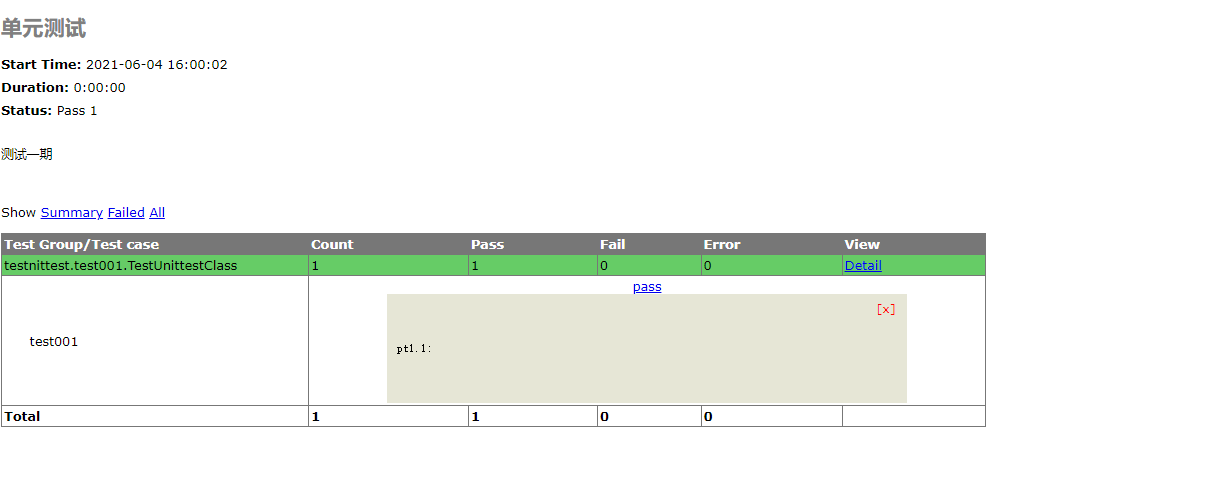 单元测试
Start Time: 2021-06-04 16:00:02
Duration: 0:00:00
Status: Pass 1
测试一期
Show Summary Failed All
Test Group/Test case Count Pass Fail Error View
testnittest.test001.TestUnittestClass 1 1 0 0 Detail
pass
[x]
test001
pt1.1:
Total 1 1 0 0